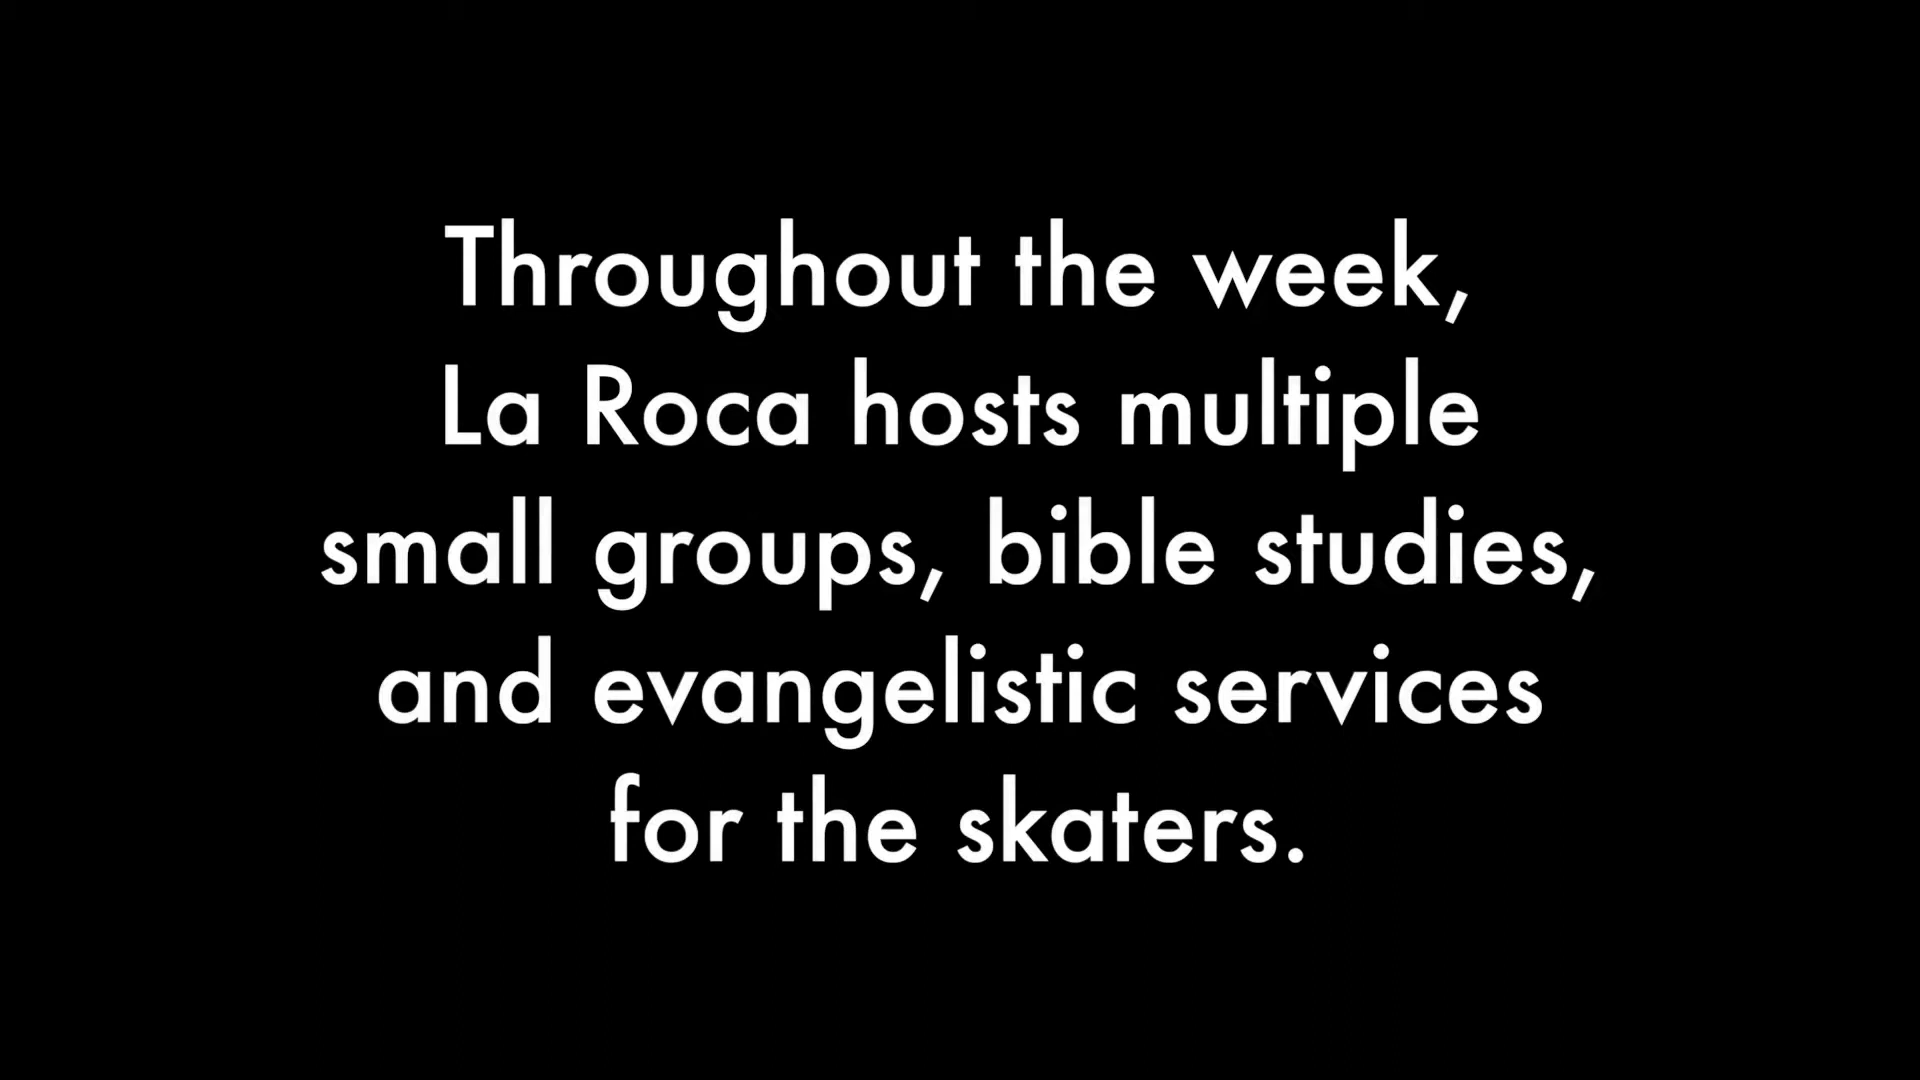 Throughout the week,
La Roca hosts multiple
small groups, bible studies,
and evangelistic services
for the skaters.